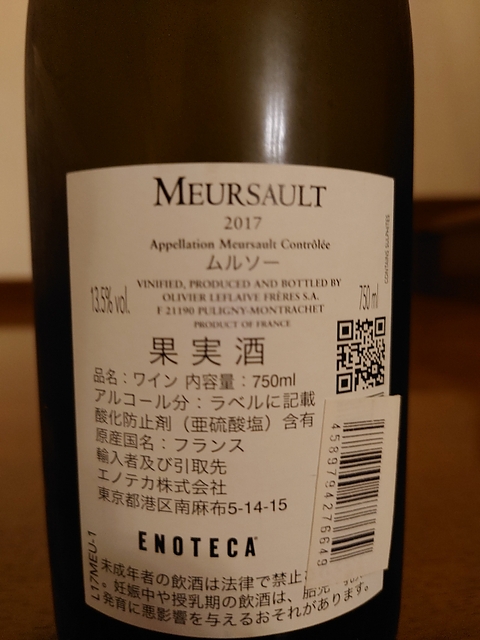 MEURSAULT
2017
Appellation Meursault Contrôlée
ムルソー
VINIFIED, PRODUCED AND BOTTLED BY
OLIVIER LEFLAIVE FRÈRES S.A.
F 21190 PULIGNY-MONTRACHET
PRODUCT OF FRANCE
13.5% vol.
750 ml
CONTAINS SULPHITES
果実酒
品名：ワイン 内容量：750ml
アルコール分：ラベルに記載
酸化防止剤（亜硫酸塩）含有
原産国名：フランス
輸入者及び引取先
エノテカ株式会社
東京都港区南麻布5-14-15
ENOTECA
4589794276649
L17MEU-1
未成年者の飲酒は法律で禁止
。妊娠中や授乳期の飲酒は、胎児
発育に悪影響を与えるおそれがあります。